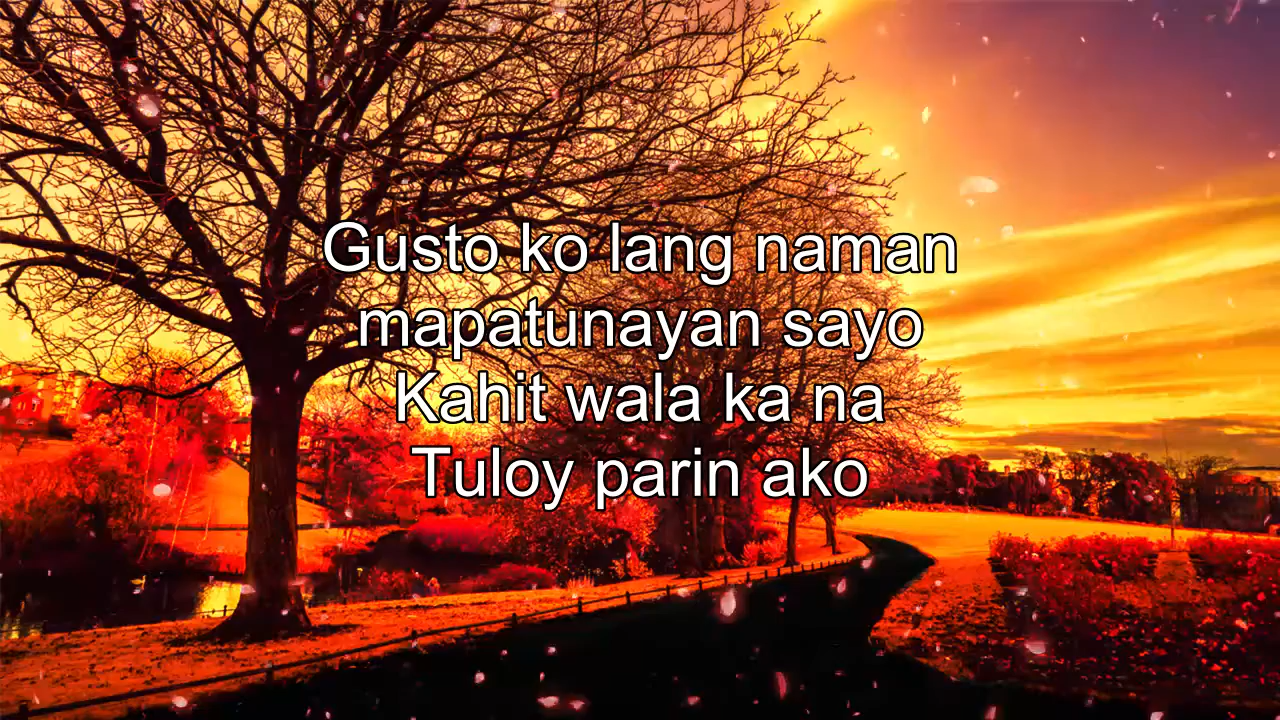 Gusto ko lang naman
mapatunayan sayo
Kahit wala ka na
Tuloy parin ako